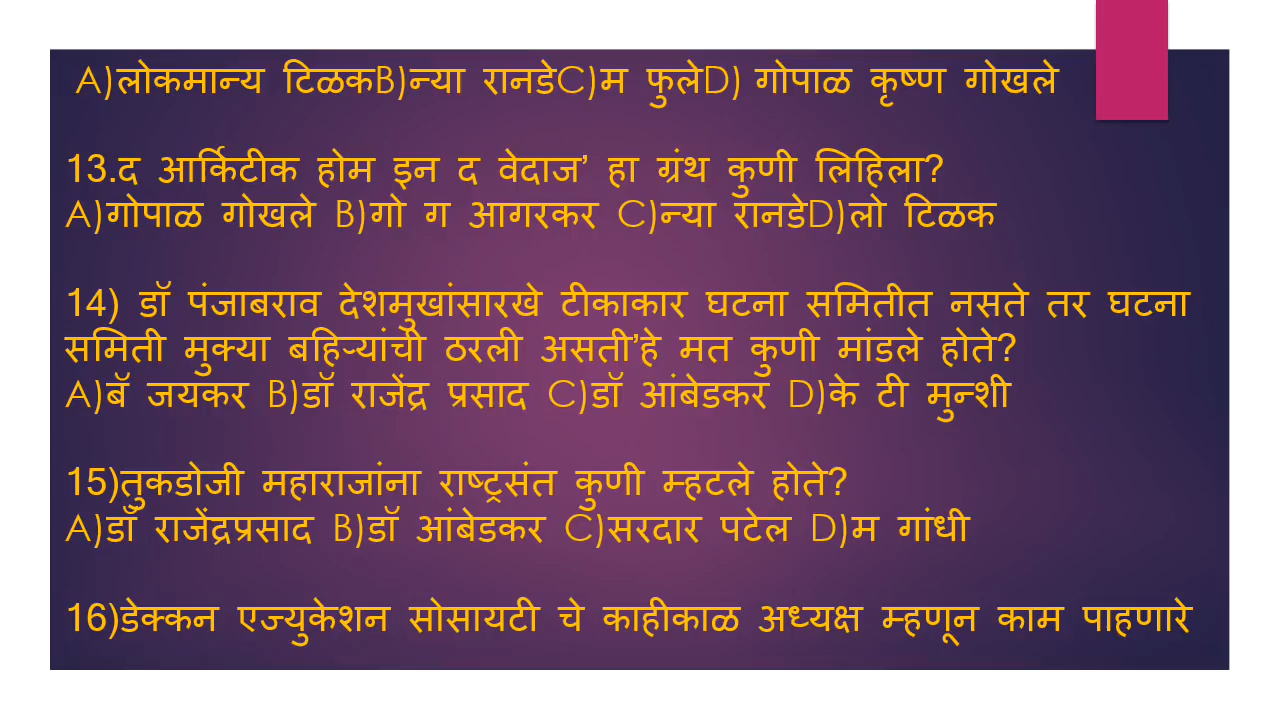 A)लोकमान्य टिळकB)न्या रानडेC)म फुलेD) गोपाळ कृष्ण गोखले
13.द आर्किटीक होम इन द वेदाज’ हा ग्रंथ कुणी लिहिला?
A)गोपाळ गोखले B)गो ग आगरकर C)न्या रानडेD)लो टिळक
14) डॉ पंजाबराव देशमुखांसारखे टीकाकार घटना समितीत नसते तर घटना
समिती मुक्या बहिऱ्यांची ठरली असती’हे मत कुणी मांडले होते?
A)बॅ जयकर B)डॉ राजेंद्र प्रसाद C)डॉ आंबेडकर D)के टी मुन्शी
15)तुकडोजी महाराजांना राष्ट्रसंत कुणी म्हटले होते?
A)डॉ राजेंद्रप्रसाद B)डॉ आंबेडकर C)सरदार पटेल D)म गांधी
16)डेक्कन एज्युकेशन सोसायटी चे काहीकाळ अध्यक्ष म्हणून काम पाहणारे